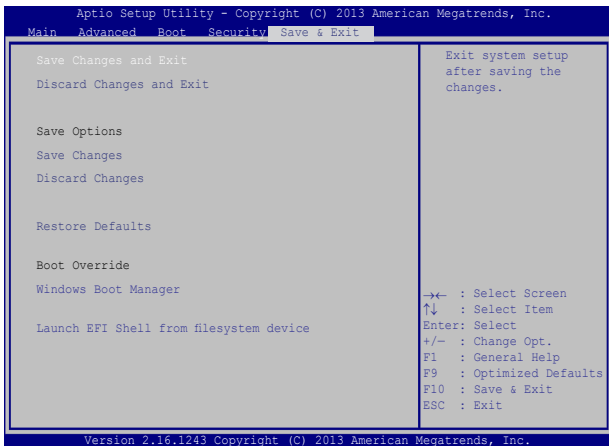 Aptio Setup Utility - Copyright (C) 2013 American Megatrends, Inc.
Main Advanced Boot Security Save & Exit
Save Changes and Exit
Discard Changes and Exit
Save Options
Save Changes
Discard Changes
Restore Defaults
Boot Override
Windows Boot Manager
Launch EFI Shell from filesystem device
Exit system setup
after saving the
changes.
→← : Select Screen
↑↓ : Select Item
Enter: Select
+/— : Change Opt.
F1 : General Help
F9 : Optimized Defaults
F10 : Save & Exit
ESC : Exit
Version 2.16.1243 Copyright (C) 2013 American Megatrends, Inc.